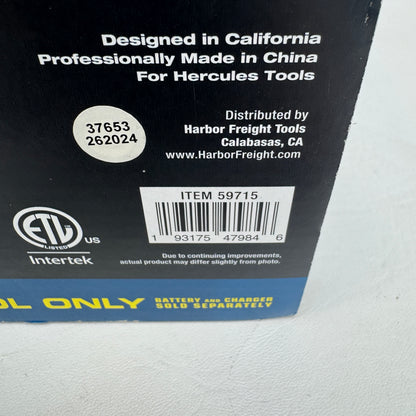 Designed in California
Professionally Made in China
For Hercules Tools
37653
262024
Distributed by
Harbor Freight Tools
Calabasas, CA
www.HarborFreight.com
ITEM 59715
1 93175 47984 6
ETL
LISTED
US
Intertek
Due to continuing improvements,
actual product may differ slightly from photo.
OL ONLY BATTERY AND CHARGER
SOLD SEPARATELY